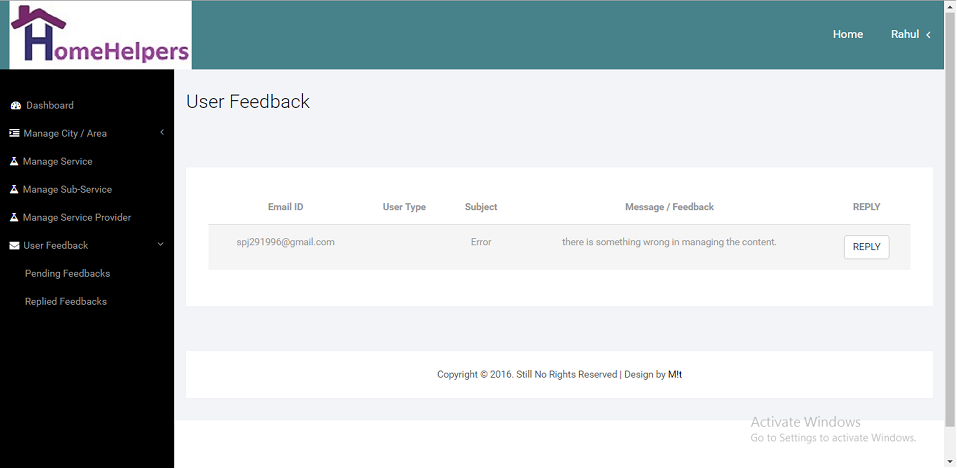 HomeHelpers
Home Rahul
Dashboard
Manage City / Area
Manage Service
Manage Sub-Service
Manage Service Provider
User Feedback
Pending Feedbacks
Replied Feedbacks
User Feedback
Email ID User Type Subject Message / Feedback REPLY
spj291996@gmail.com Error there is something wrong in managing the content. REPLY
Copyright © 2016. Still No Rights Reserved | Design by M!t
Activate Windows
Go to Settings to activate Windows.